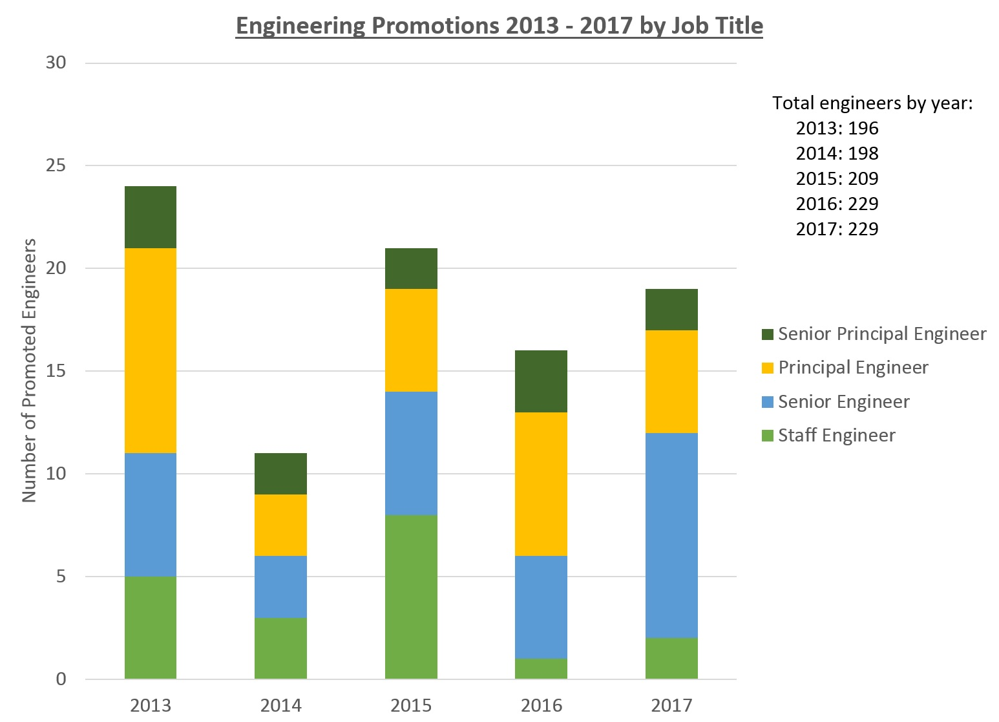 Engineering Promotions 2013 - 2017 by Job Title
30
25
20
15
10
5
0
Number of Promoted Engineers
2013
2014
2015
2016
2017
Total engineers by year:
2013: 196
2014: 198
2015: 209
2016: 229
2017: 229
Senior Principal Engineer
Principal Engineer
Senior Engineer
Staff Engineer